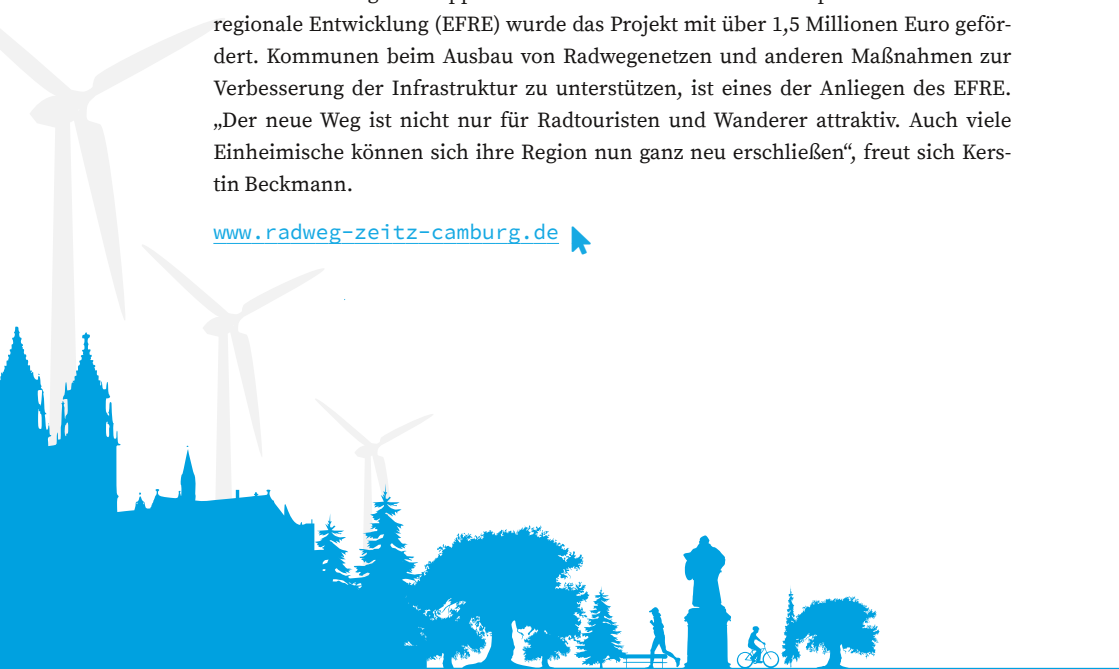 regionale Entwicklung (EFRE) wurde das Projekt mit über 1,5 Millionen Euro geför-
dert. Kommunen beim Ausbau von Radwegenetzen und anderen Maßnahmen zur
Verbesserung der Infrastruktur zu unterstützen, ist eines der Anliegen des EFRE.
„Der neue Weg ist nicht nur für Radtouristen und Wanderer attraktiv. Auch viele
Einheimische können sich ihre Region nun ganz neu erschließen“, freut sich Kers-
tin Beckmann.
www.radweg-zeitz-camburg.de